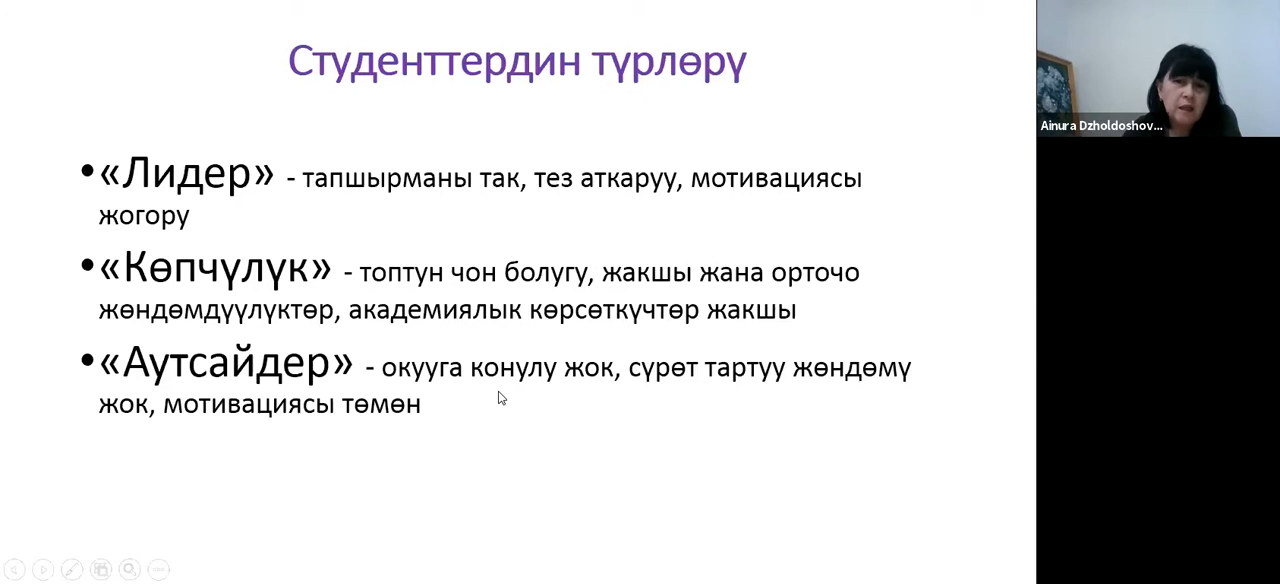 Студенттердин түрлөрү
•«Лидер» - тапшырманы так, тез аткаруу, мотивациясы
жогору
•«Көпчүлүк» - топтун чон болугу, жакшы жана орточо
жөндөмдүүлүктөр, академиялык көрсөткүчтөр жакшы
•«Аутсайдер» - окууга конулу жок, сүрөт тартуу жөндөмү
жок, мотивациясы төмөн
Ainura Dzholdoshov...